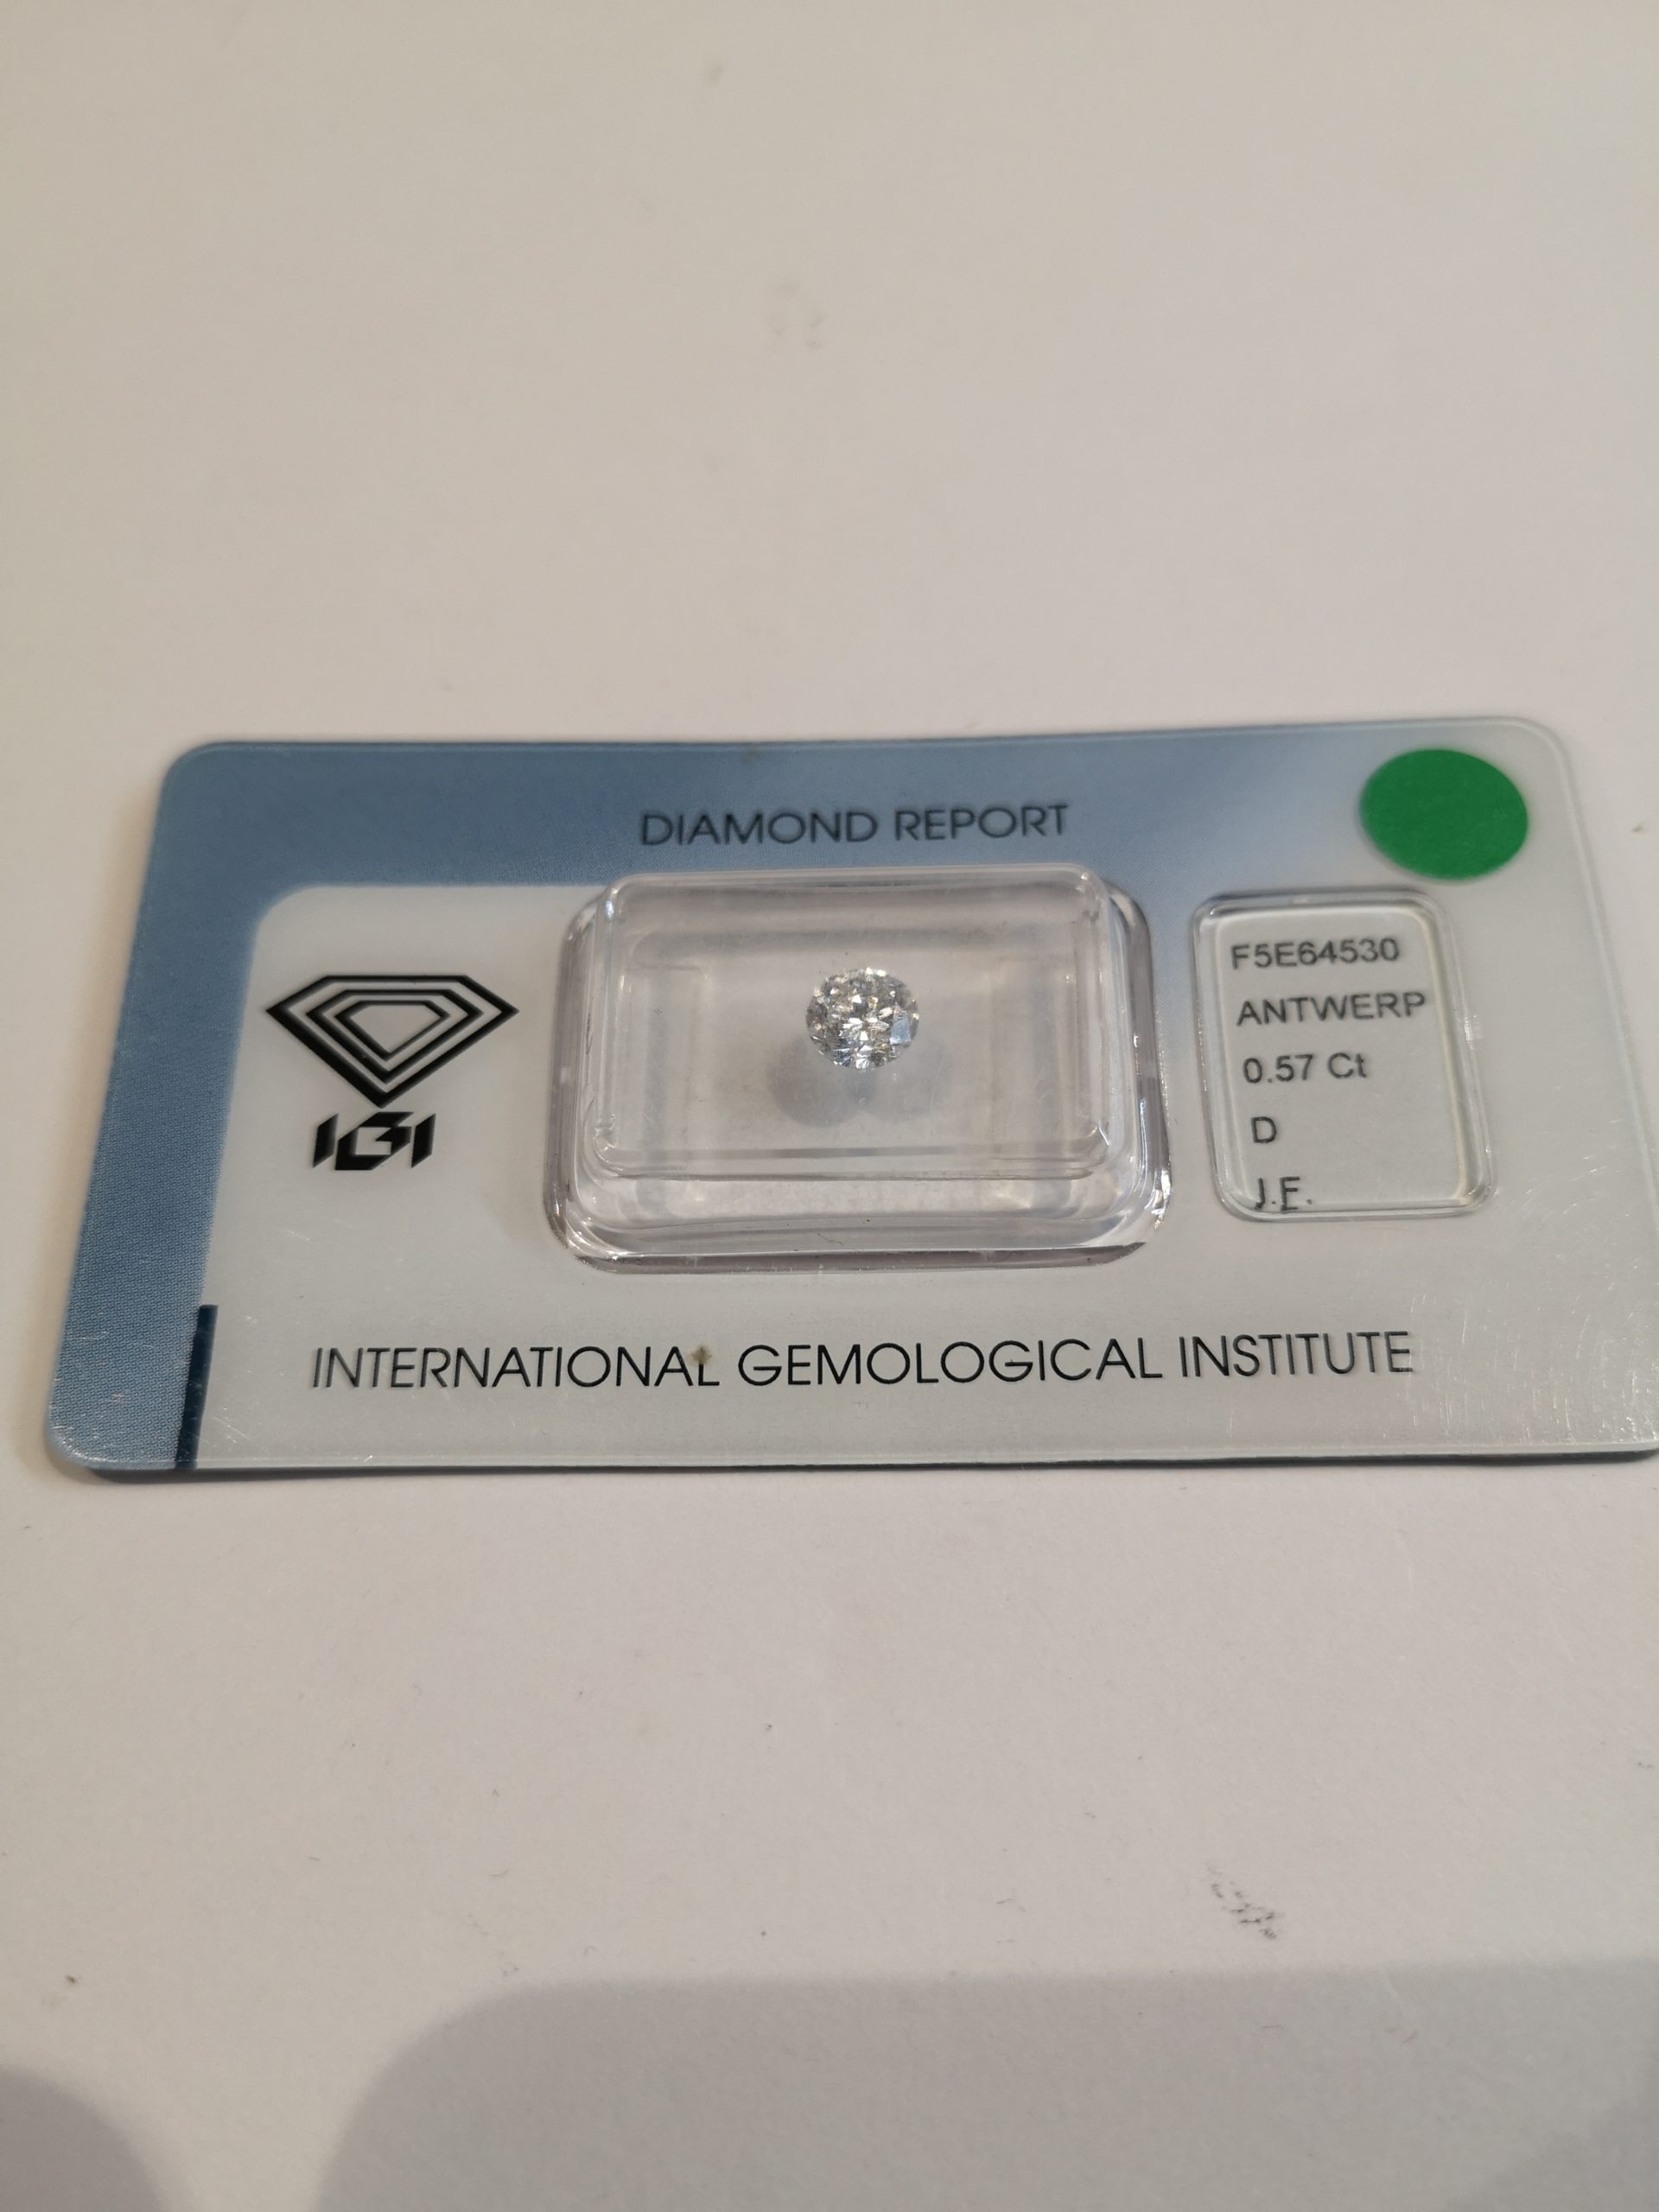 DIAMOND REPORT
IGI
F5E64530
ANTWERP
0.57 Ct
D
J.F.
INTERNATIONAL GEMOLOGICAL INSTITUTE